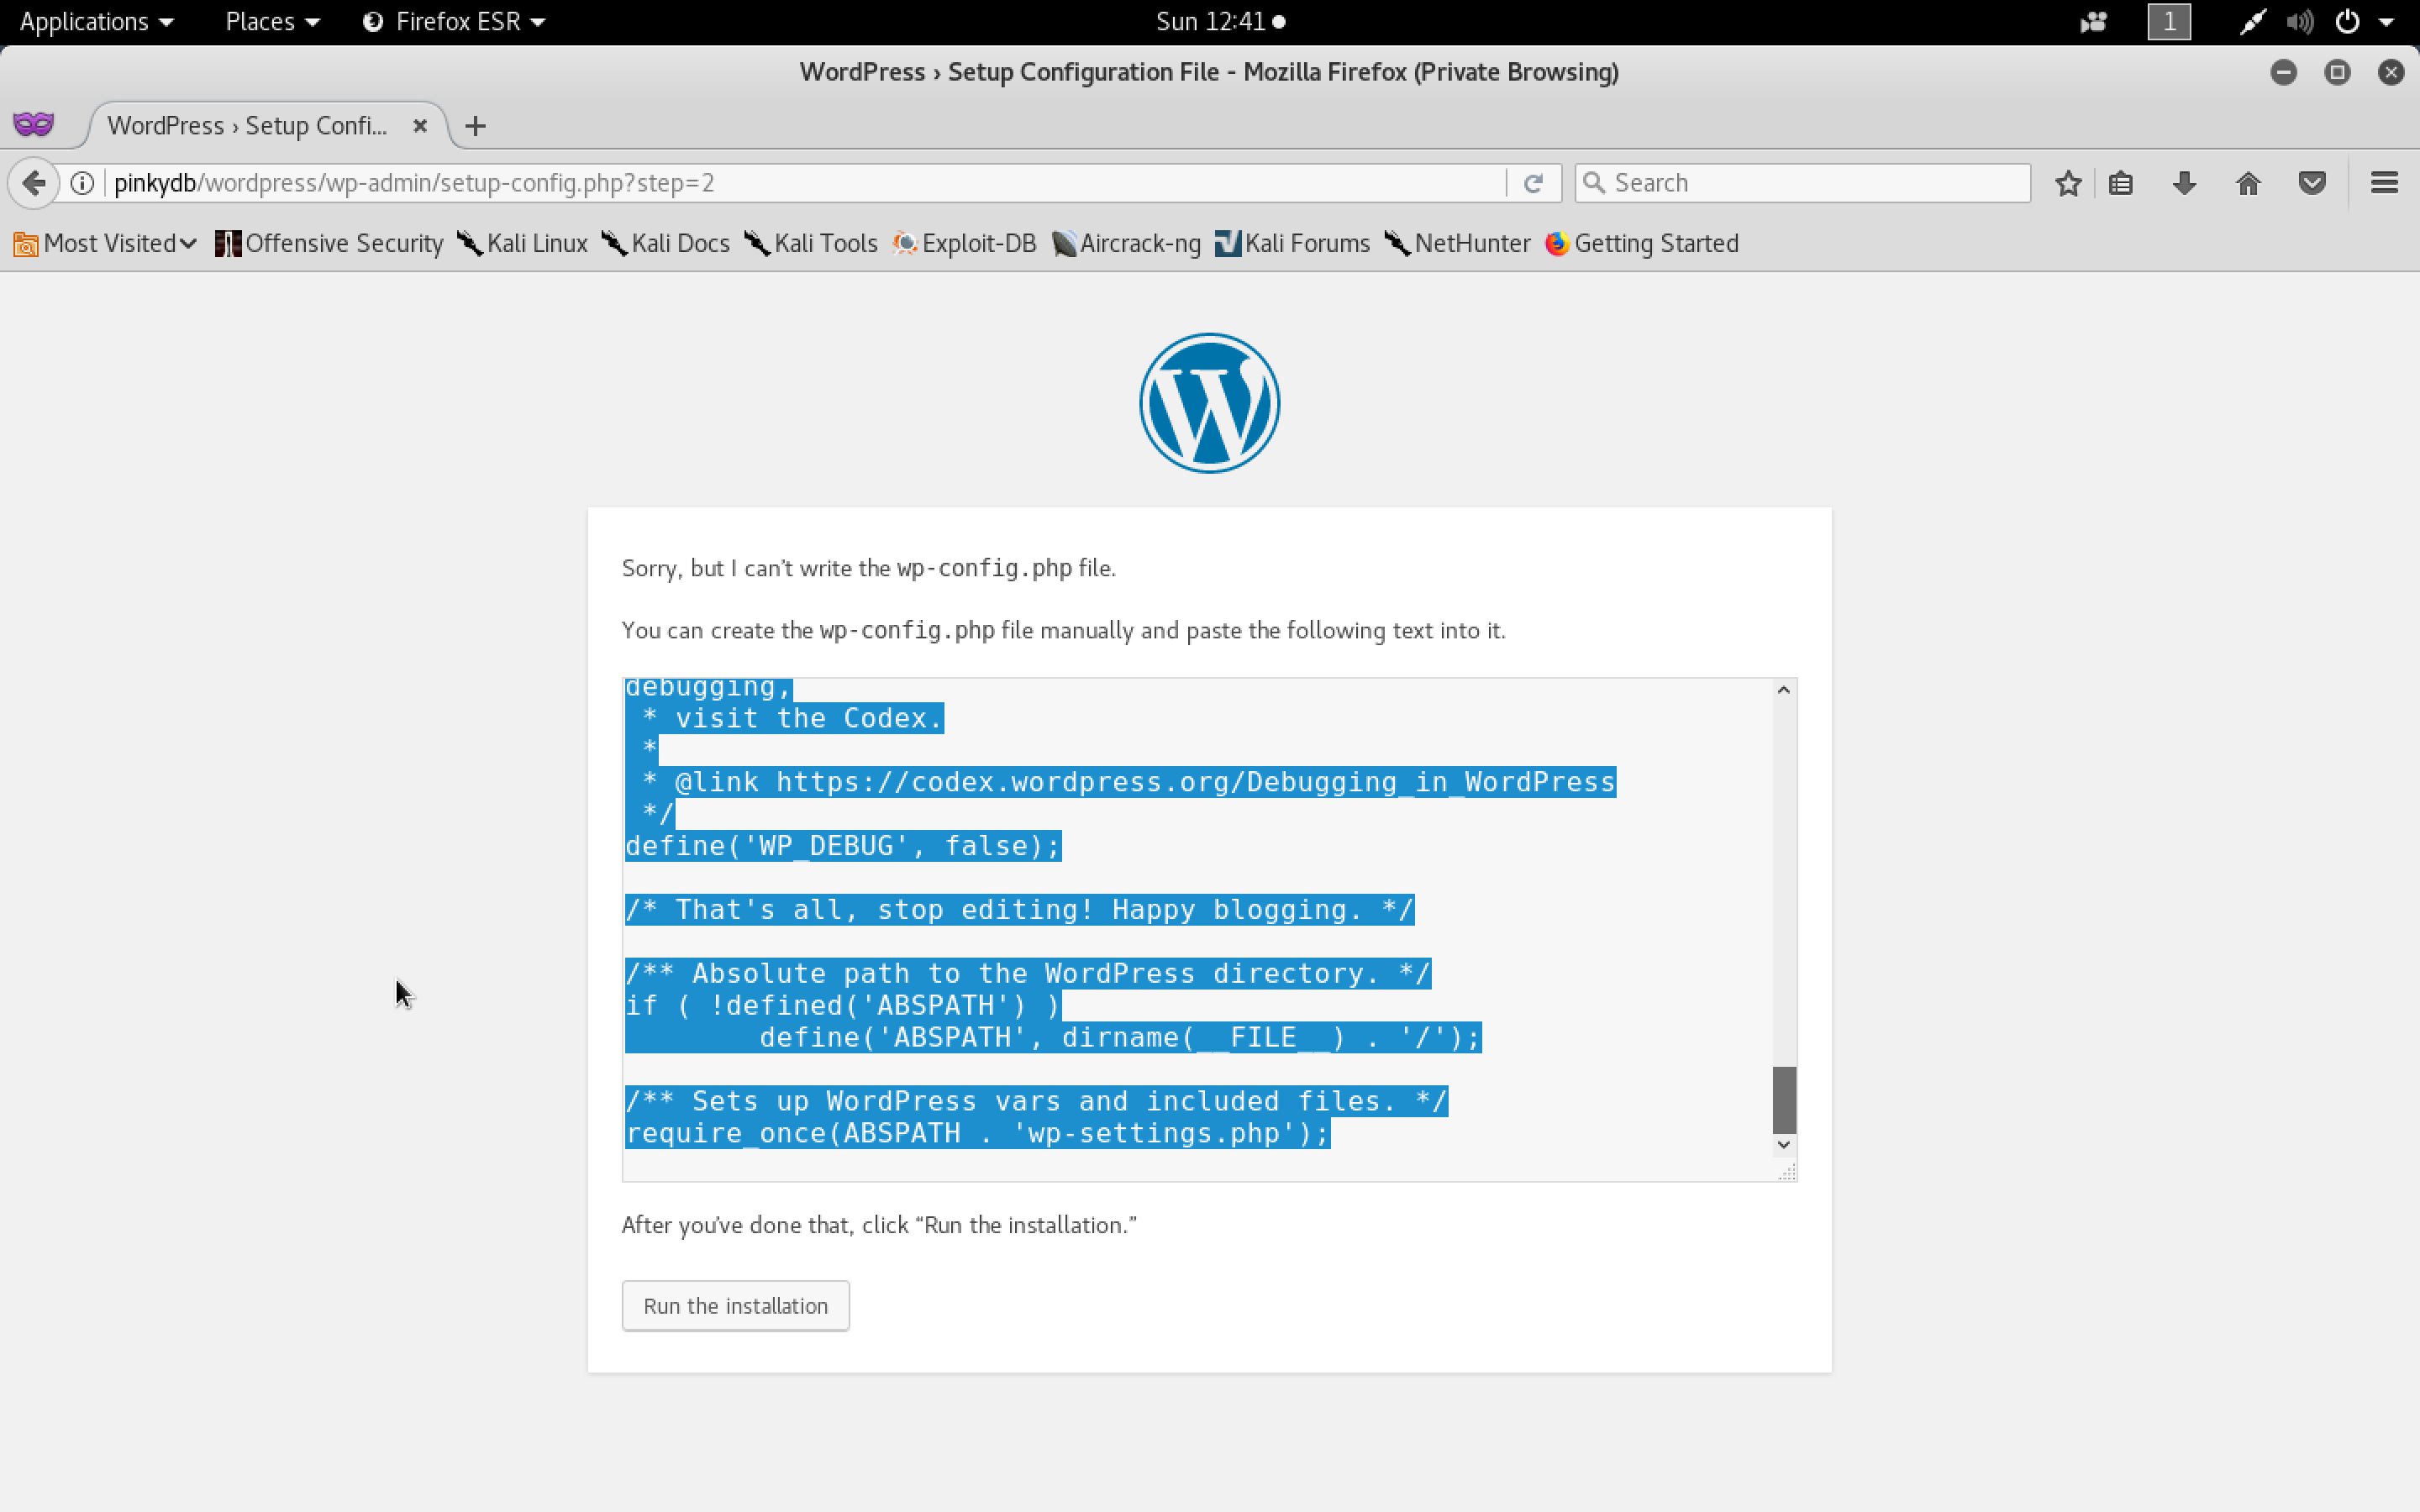 Applications Places Firefox ESR Sun 12:41 1
WordPress › Setup Configuration File - Mozilla Firefox (Private Browsing)
WordPress › Setup Confi...
pinkydb/wordpress/wp-admin/setup-config.php?step=2 Search
Most Visited Offensive Security Kali Linux Kali Docs Kali Tools Exploit-DB Aircrack-ng Kali Forums NetHunter Getting Started
Sorry, but I can’t write the wp-config.php file.
You can create the wp-config.php file manually and paste the following text into it.
debugging,
 * visit the Codex.
 *
 * @link https://codex.wordpress.org/Debugging_in_WordPress
 */
define('WP_DEBUG', false);
/* That's all, stop editing! Happy blogging. */
/** Absolute path to the WordPress directory. */
if ( !defined('ABSPATH') )
        define('ABSPATH', dirname(__FILE__) . '/');
/** Sets up WordPress vars and included files. */
require_once(ABSPATH . 'wp-settings.php');
After you’ve done that, click “Run the installation.”
Run the installation